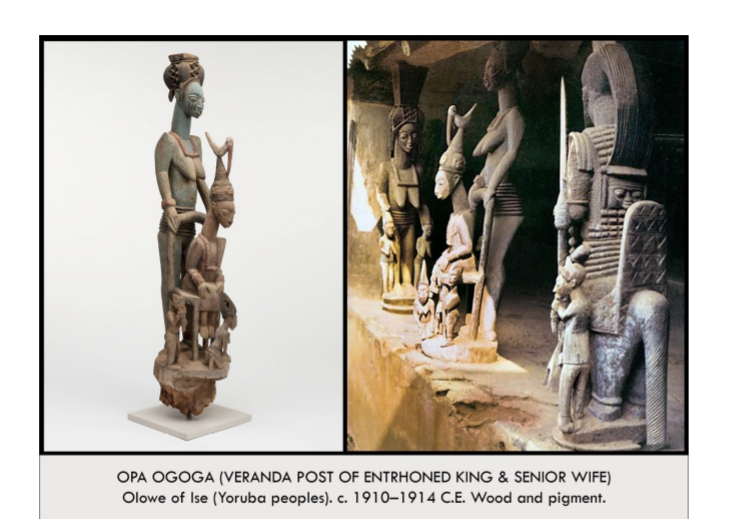 OPA OGOGA (VERANDA POST OF ENTRHONED KING & SENIOR WIFE)
Olowe of Ise (Yoruba peoples). c. 1910–1914 C.E. Wood and pigment.